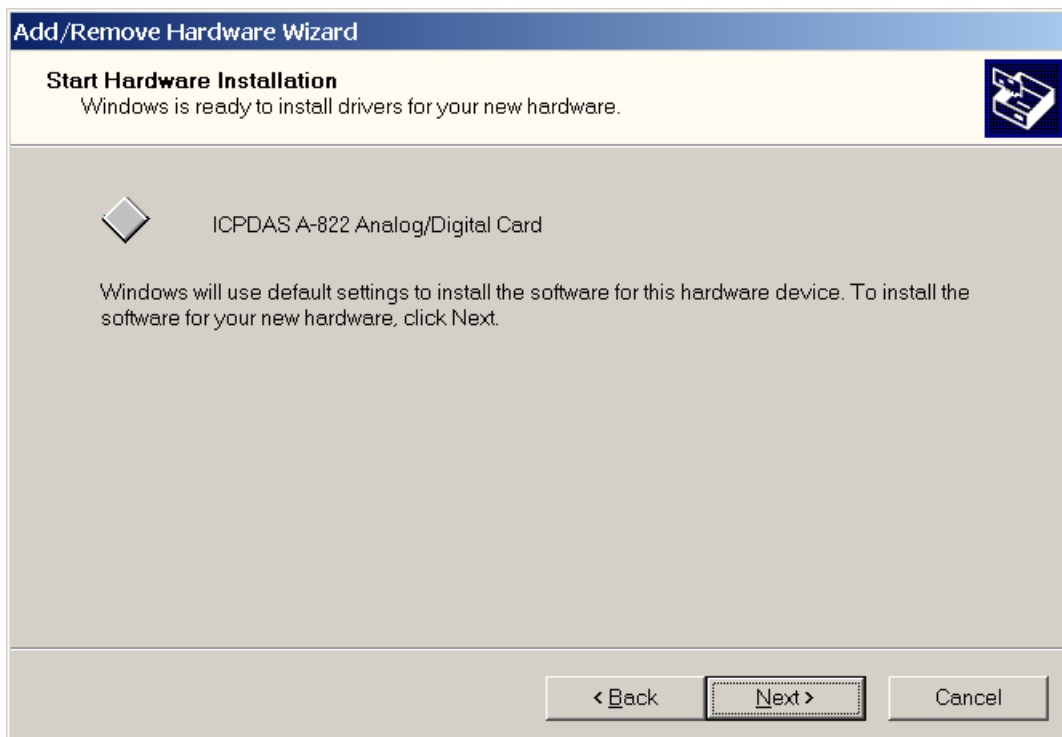 Add/Remove Hardware Wizard
Start Hardware Installation
Windows is ready to install drivers for your new hardware.
ICPDAS A-822 Analog/Digital Card
Windows will use default settings to install the software for this hardware device. To install the
software for your new hardware, click Next.
< Back Next > Cancel